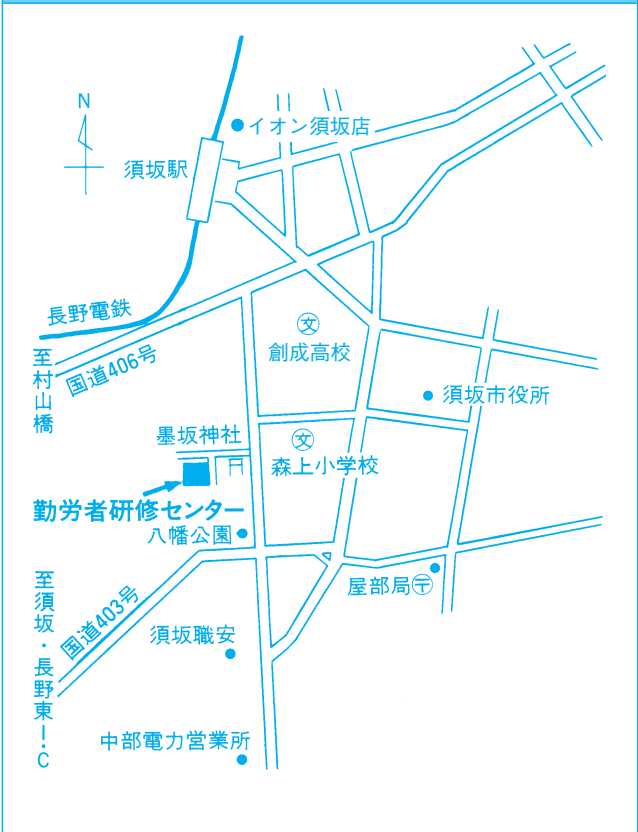 N
イオン須坂店
須坂駅
長野電鉄
国道406号
至村山橋
文
創成高校
須坂市役所
墨坂神社
文
森上小学校
勤労者研修センター
八幡公園
屋部局〒
国道403号
至須坂・長野東I・C
須坂職安
中部電力営業所